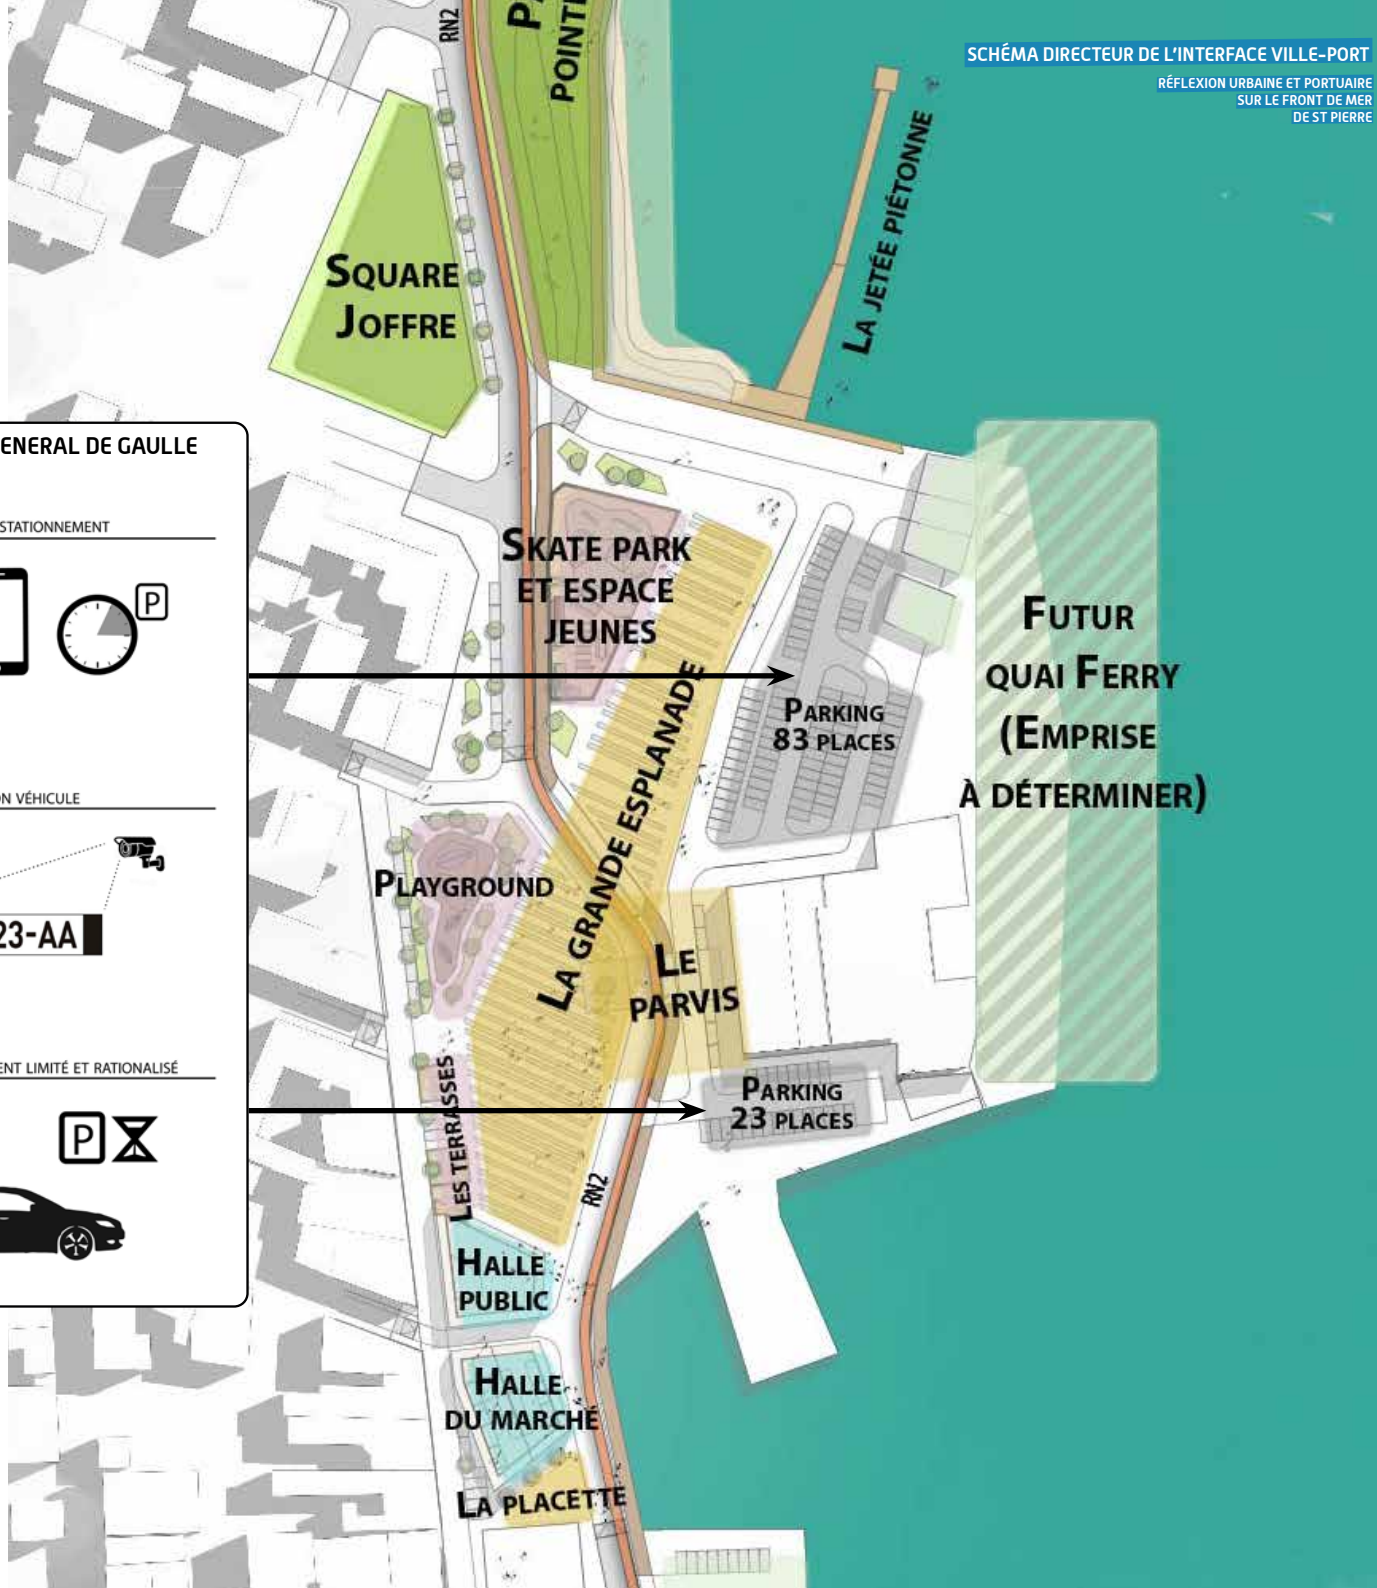 SCHÉMA DIRECTEUR DE L'INTERFACE VILLE-PORT
RÉFLEXION URBAINE ET PORTUAIRE
SUR LE FRONT DE MER
DE ST PIERRE
RN2
POINTE
LA JETÉE PIÉTONNE
SQUARE
JOFFRE
ENERAL DE GAULLE
STATIONNEMENT
P
ON VÉHICULE
23-AA
ENT LIMITÉ ET RATIONALISÉ
P
SKATE PARK
ET ESPACE
JEUNES
LA GRANDE ESPLANADE
PARKING
83 PLACES
FUTUR
QUAI FERRY
(EMPRISE
À DÉTERMINER)
PLAYGROUND
LE
PARVIS
PARKING
23 PLACES
LES TERRASSES
RN2
HALLE
PUBLIC
HALLE
DU MARCHÉ
LA PLACETTE